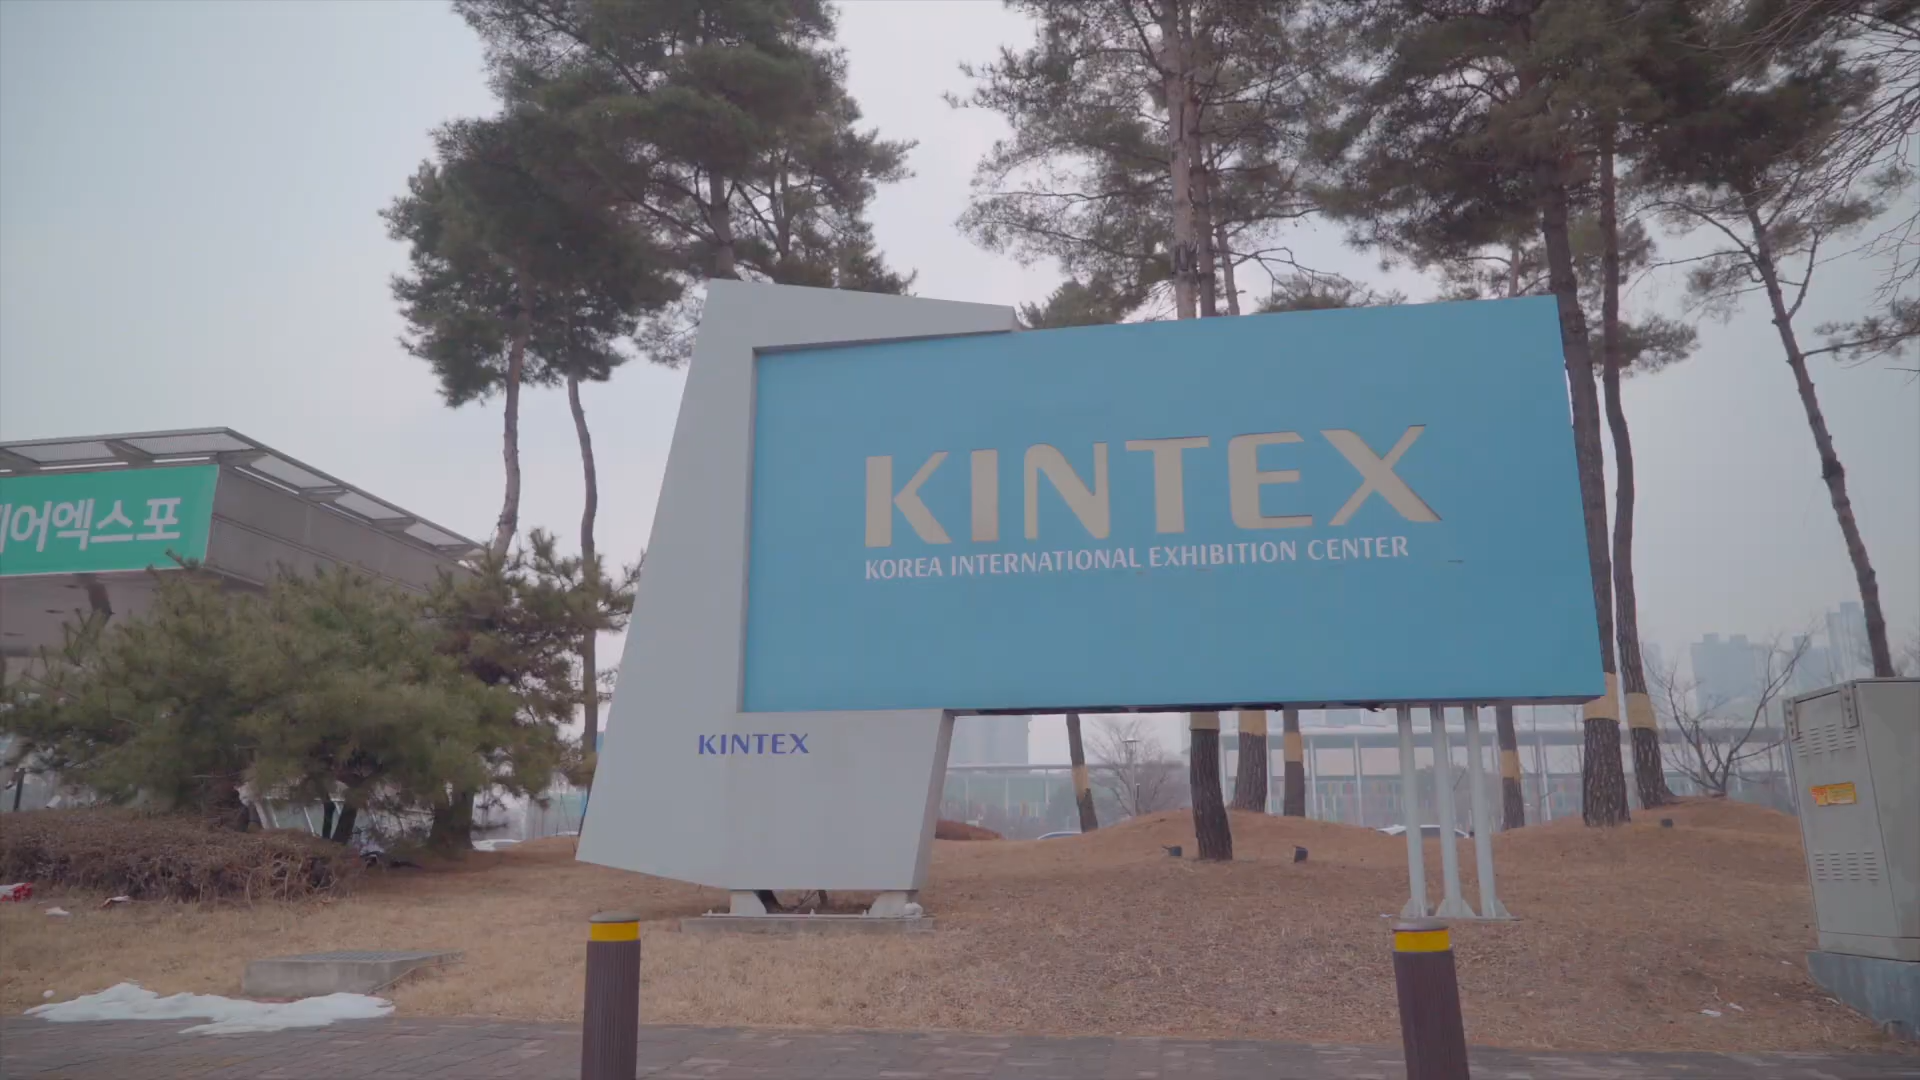 어엑스포
KINTEX
KOREA INTERNATIONAL EXHIBITION CENTER
KINTEX